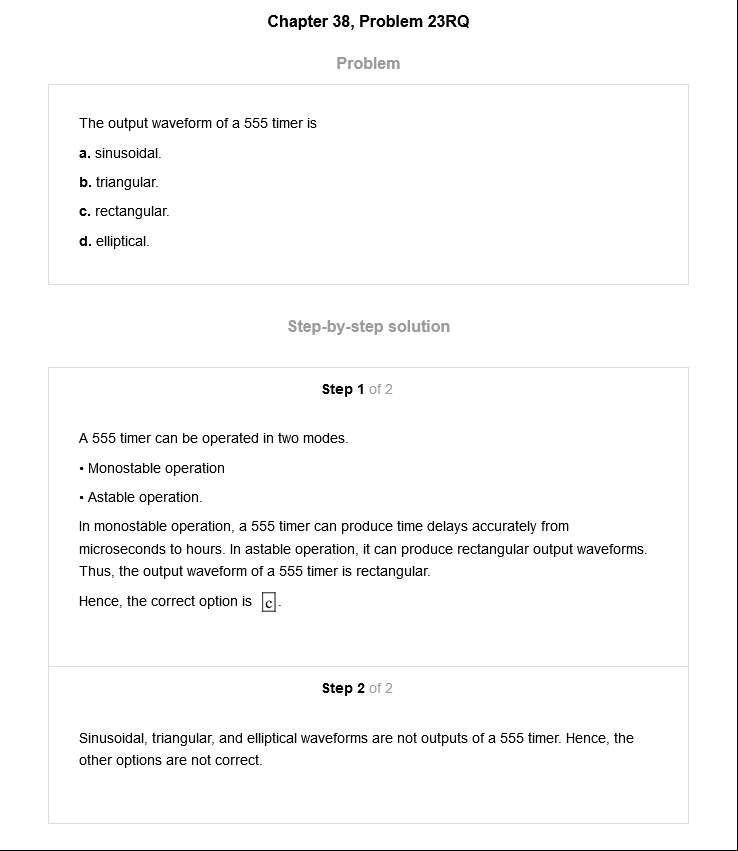 Chapter 38, Problem 23RQ
Problem
The output waveform of a 555 timer is
a. sinusoidal.
b. triangular.
c. rectangular.
d. elliptical.
Step-by-step solution
Step 1 of 2
A 555 timer can be operated in two modes.
• Monostable operation
• Astable operation.
In monostable operation, a 555 timer can produce time delays accurately from
microseconds to hours. In astable operation, it can produce rectangular output waveforms.
Thus, the output waveform of a 555 timer is rectangular.
Hence, the correct option is c.
Step 2 of 2
Sinusoidal, triangular, and elliptical waveforms are not outputs of a 555 timer. Hence, the
other options are not correct.